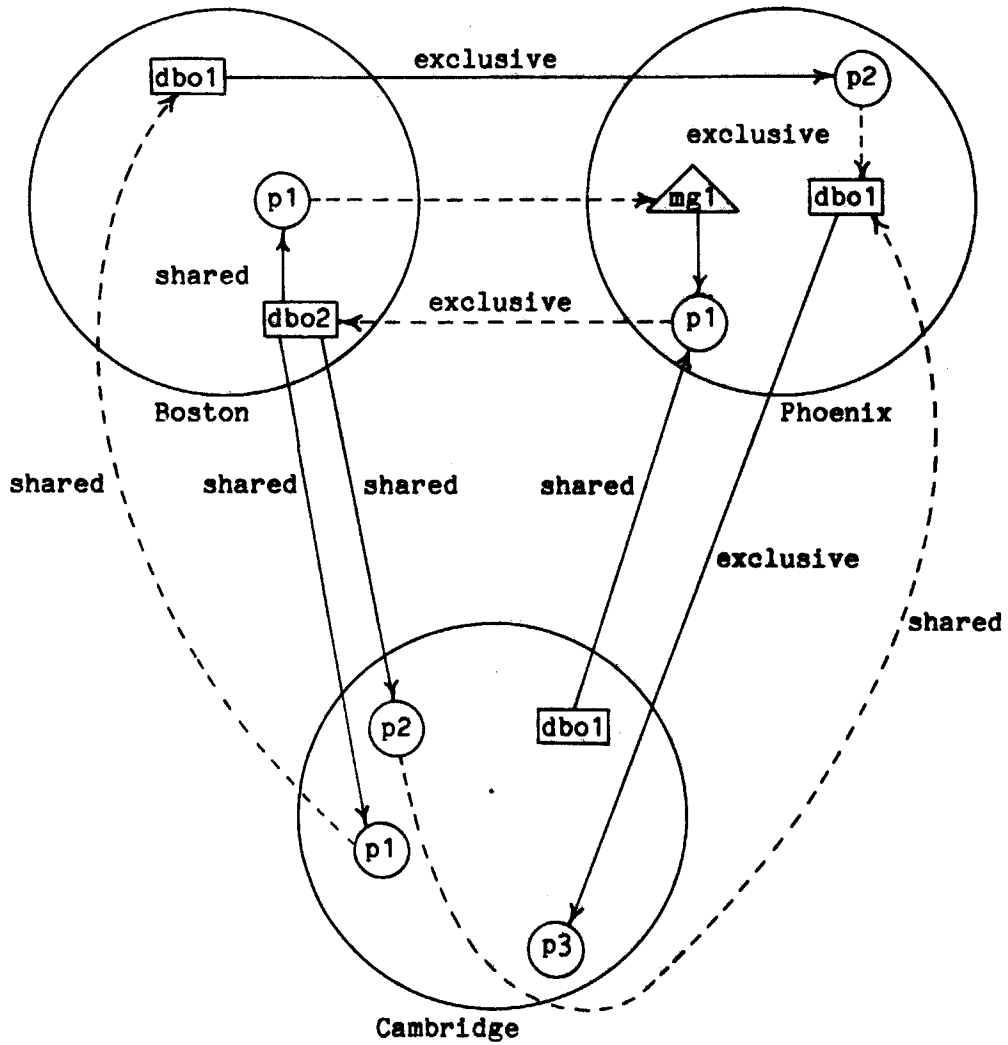 exclusive
dbo1
p2
exclusive
p1
mg1
dbo1
shared
exclusive
dbo2
p1
Boston
Phoenix
shared
shared
shared
shared
exclusive
shared
p2
dbo1
p1
p3
Cambridge